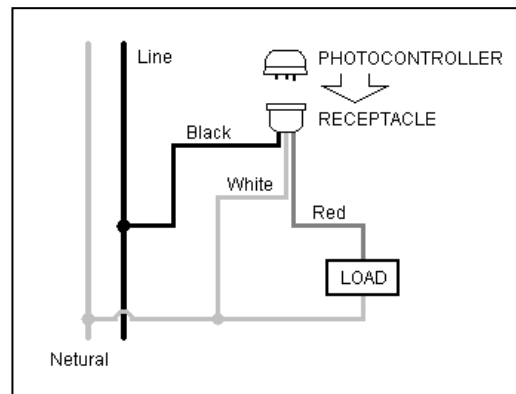 Line
PHOTOCONTROLLER
RECEPTACLE
Black
White
Red
LOAD
Netural